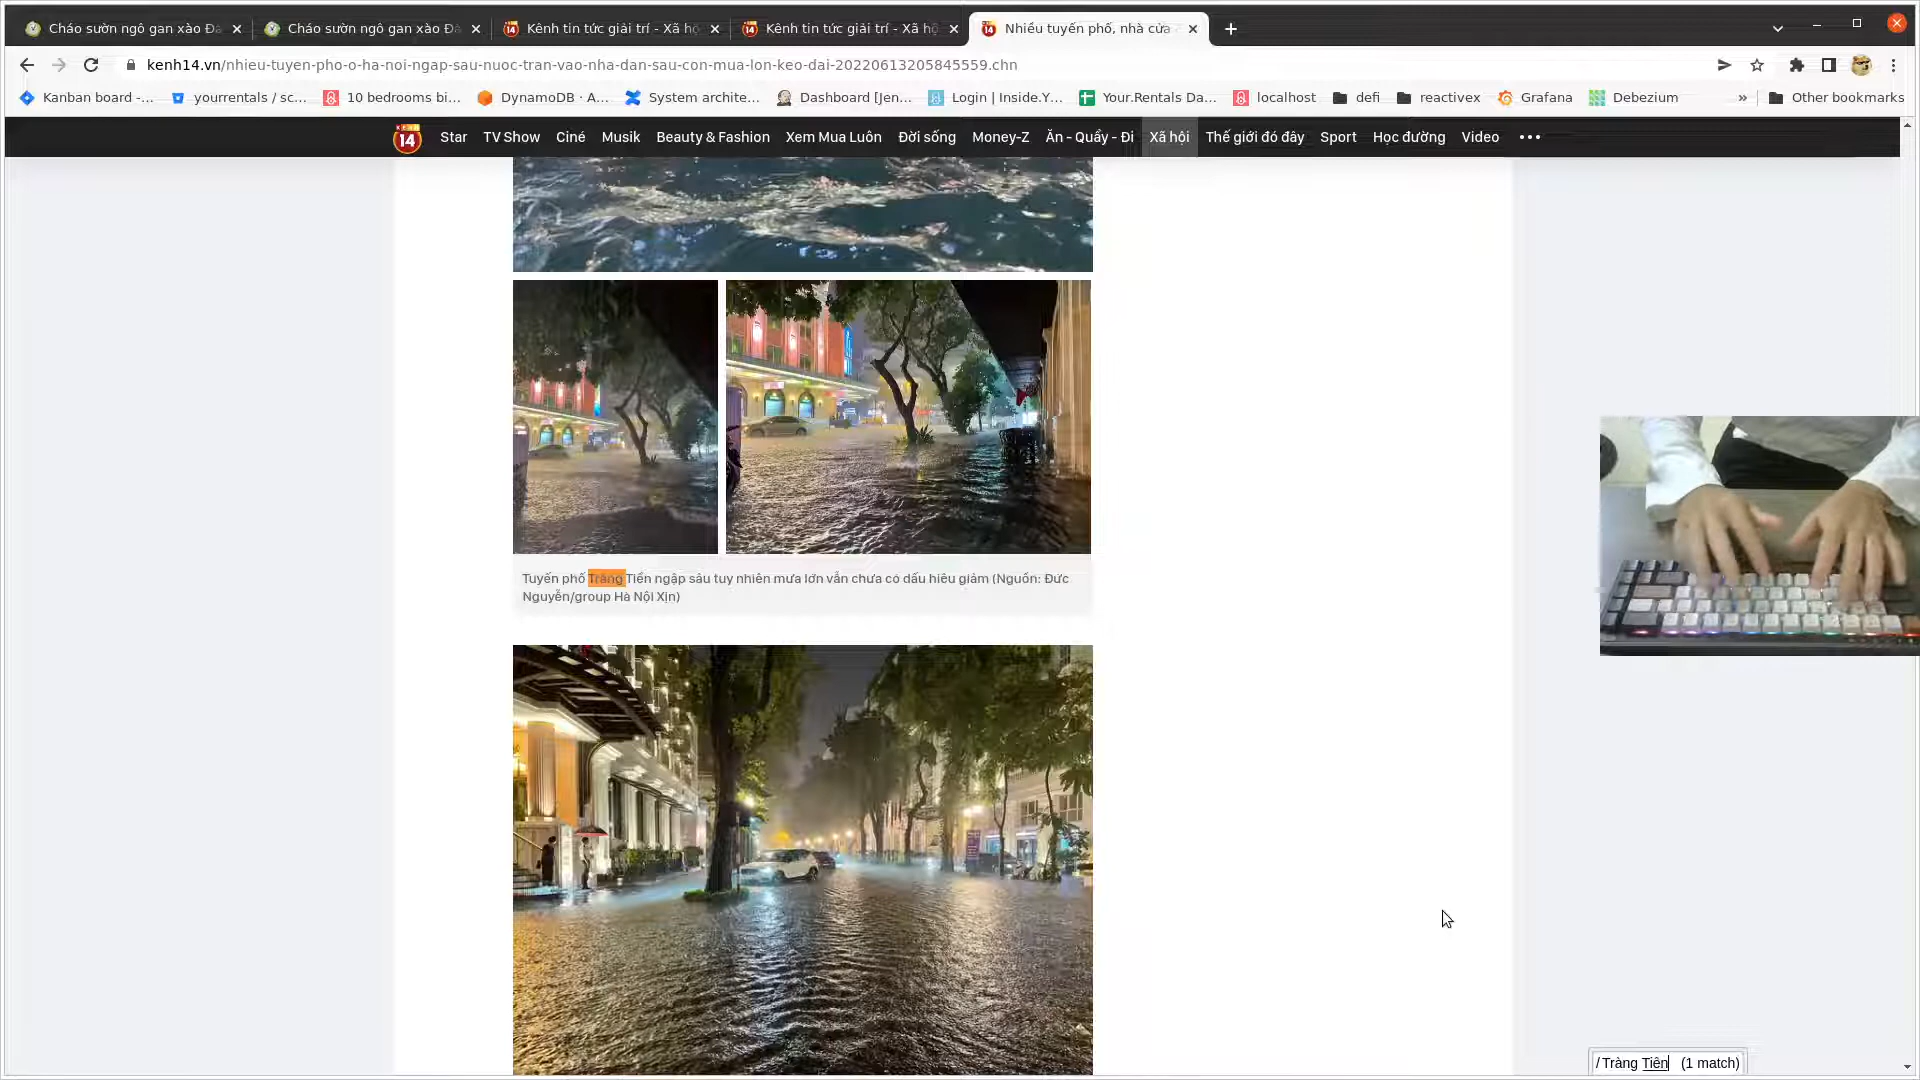 Cháo sườn ngô gan xào Đà
Cháo sườn ngô gan xào Đà
Kênh tin tức giải trí - Xã hộ
Kênh tin tức giải trí - Xã hộ
Nhiều tuyến phố, nhà cửa
kenh14.vn/nhieu-tuyen-pho-o-ha-noi-ngap-sau-nuoc-tran-vao-nha-dan-sau-con-mua-lon-keo-dai-20220613205845559.chn
Kanban board -...
yourrentals / sc...
10 bedrooms bi...
DynamoDB · A...
System archite...
Dashboard [Jen...
Login | Inside.Y...
Your.Rentals Da...
localhost
defi
reactivex
Grafana
Debezium
»
Other bookmarks
KENH 14
Star
TV Show
Ciné
Musik
Beauty & Fashion
Xem Mua Luôn
Đời sống
Money-Z
Ăn - Quẩy - Đi
Xã hội
Thế giới đó đây
Sport
Học đường
Video
Tuyến phố Tràng Tiền ngập sâu tuy nhiên mưa lớn vẫn chưa có dấu hiệu giảm (Nguồn: Đức
Nguyễn/group Hà Nội Xịn)
/Tràng Tiên (1 match)